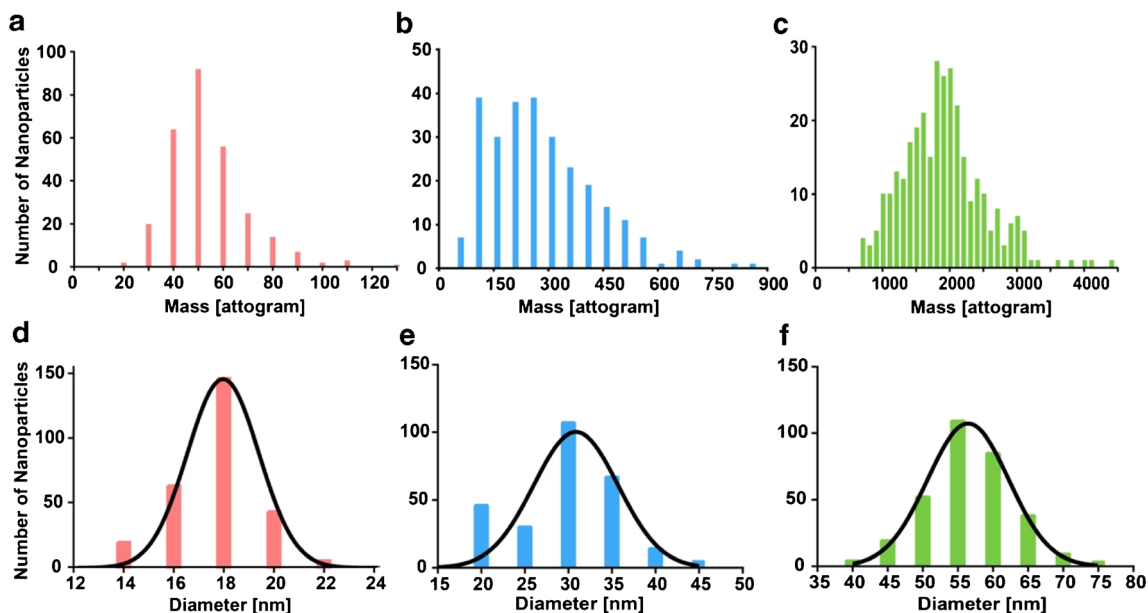 a
b
c
100
80
60
40
20
0
Number of Nanoparticles
20 40 60 80 100 120
Mass [attogram]
50
40
30
20
10
0
150 300 450 600 750 900
Mass [attogram]
30
20
10
0
0 1000 2000 3000 4000
Mass [attogram]
d
e
f
150
100
50
0
Number of Nanoparticles
12 14 16 18 20 22 24
Diameter [nm]
150
100
50
0
15 20 25 30 35 40 45 50
Diameter [nm]
150
100
50
0
35 40 45 50 55 60 65 70 75 80
Diameter [nm]